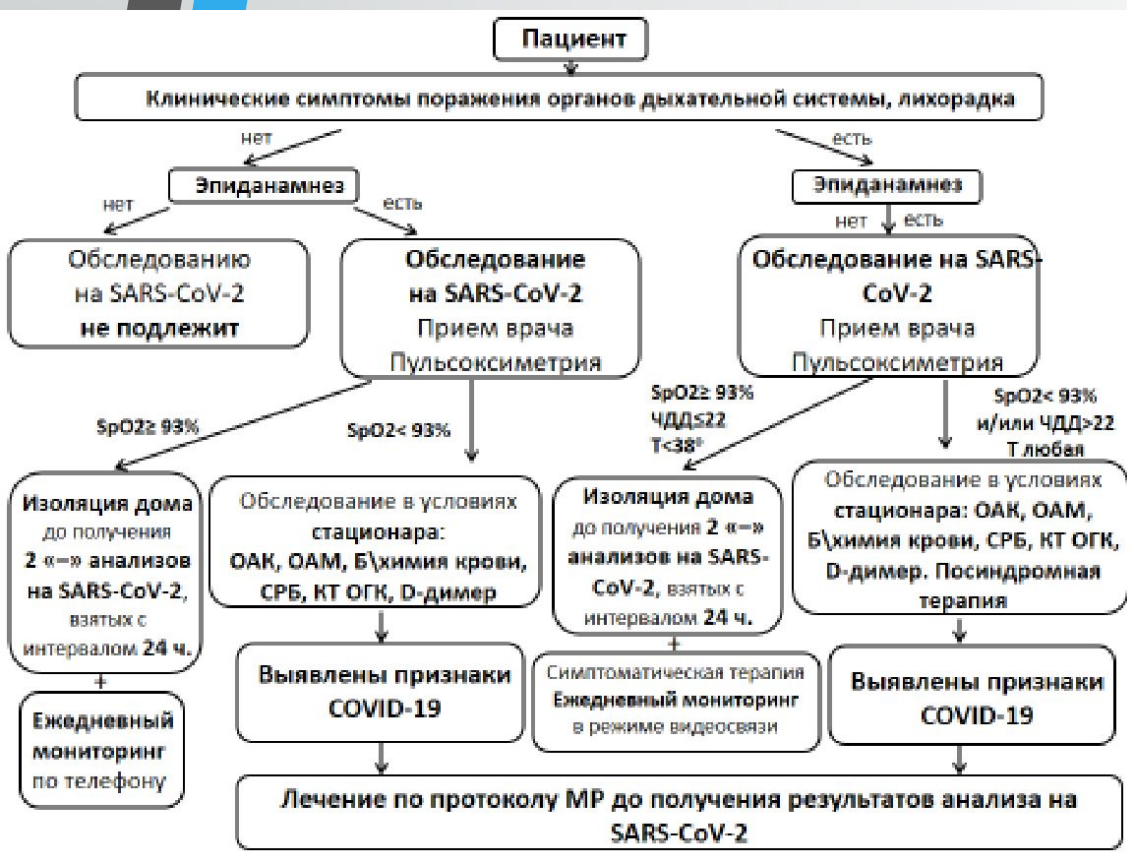 Пациент
Клинические симптомы поражения органов дыхательной системы, лихорадка
нет
есть
Эпиданамнез
Эпиданамнез
нет
есть
нет
есть
Обследованию
на SARS-CoV-2
не подлежит
Обследование
на SARS-CoV-2
Прием врача
Пульсоксиметрия
Обследование на SARS-
CoV-2
Прием врача
Пульсоксиметрия
SpO2≥ 93%
SpO2< 93%
SpO2≥ 93%
ЧДД≤22
Т<38°
SpO2< 93%
и/или ЧДД>22
Т любая
Изоляция дома
до получения
2 «–» анализов
на SARS-CoV-2,
взятых с
интервалом 24 ч.
+
Ежедневный
мониторинг
по телефону
Обследование в условиях
стационара:
ОАК, ОАМ, Б\химия крови,
СРБ, КТ ОГК, D-димер
Выявлены признаки
COVID-19
Изоляция дома
до получения 2 «–»
анализов на SARS-
CoV-2, взятых с
интервалом 24 ч.
+
Симптоматическая терапия
Ежедневный мониторинг
в режиме видеосвязи
Обследование в условиях
стационара: ОАК, ОАМ,
Б\химия крови, СРБ, КТ ОГК,
D-димер. Посиндромная
терапия
Выявлены признаки
COVID-19
Лечение по протоколу МР до получения результатов анализа на
SARS-CoV-2